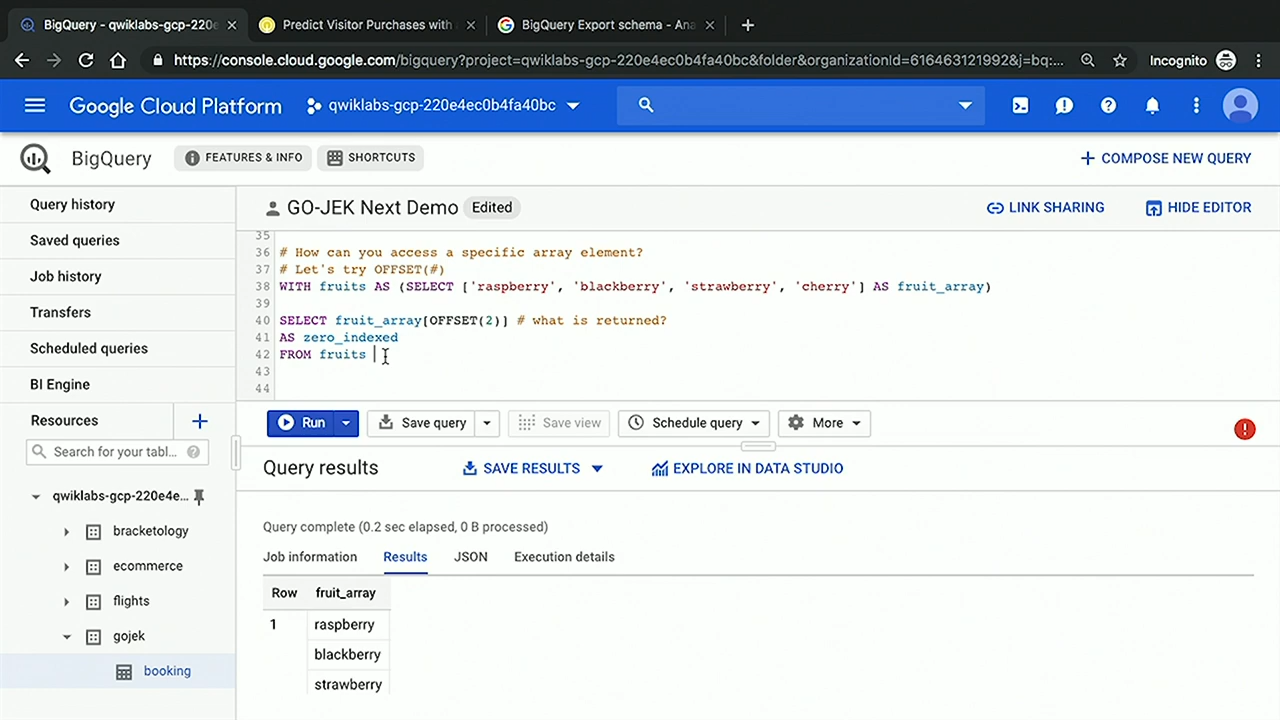 BigQuery - qwiklabs-gcp-220e
Predict Visitor Purchases with
BigQuery Export schema - Ana
https://console.cloud.google.com/bigquery?project=qwiklabs-gcp-220e4ec0b4fa40bc&folder&organizationId=616463121992&j=bq:...
Incognito
Google Cloud Platform
qwiklabs-gcp-220e4ec0b4fa40bc
BigQuery
FEATURES & INFO
SHORTCUTS
COMPOSE NEW QUERY
Query history
Saved queries
Job history
Transfers
Scheduled queries
BI Engine
Resources
Search for your tabl...
qwiklabs-gcp-220e4e...
bracketology
ecommerce
flights
gojek
booking
GO-JEK Next Demo
Edited
LINK SHARING
HIDE EDITOR
35
36 # How can you access a specific array element?
37 # Let's try OFFSET(#)
38 WITH fruits AS (SELECT ['raspberry', 'blackberry', 'strawberry', 'cherry'] AS fruit_array)
39
40 SELECT fruit_array[OFFSET(2)] # what is returned?
41 AS zero_indexed
42 FROM fruits
43
44
Run
Save query
Save view
Schedule query
More
Query results
SAVE RESULTS
EXPLORE IN DATA STUDIO
Query complete (0.2 sec elapsed, 0 B processed)
Job information
Results
JSON
Execution details
Row fruit_array
1 raspberry
blackberry
strawberry